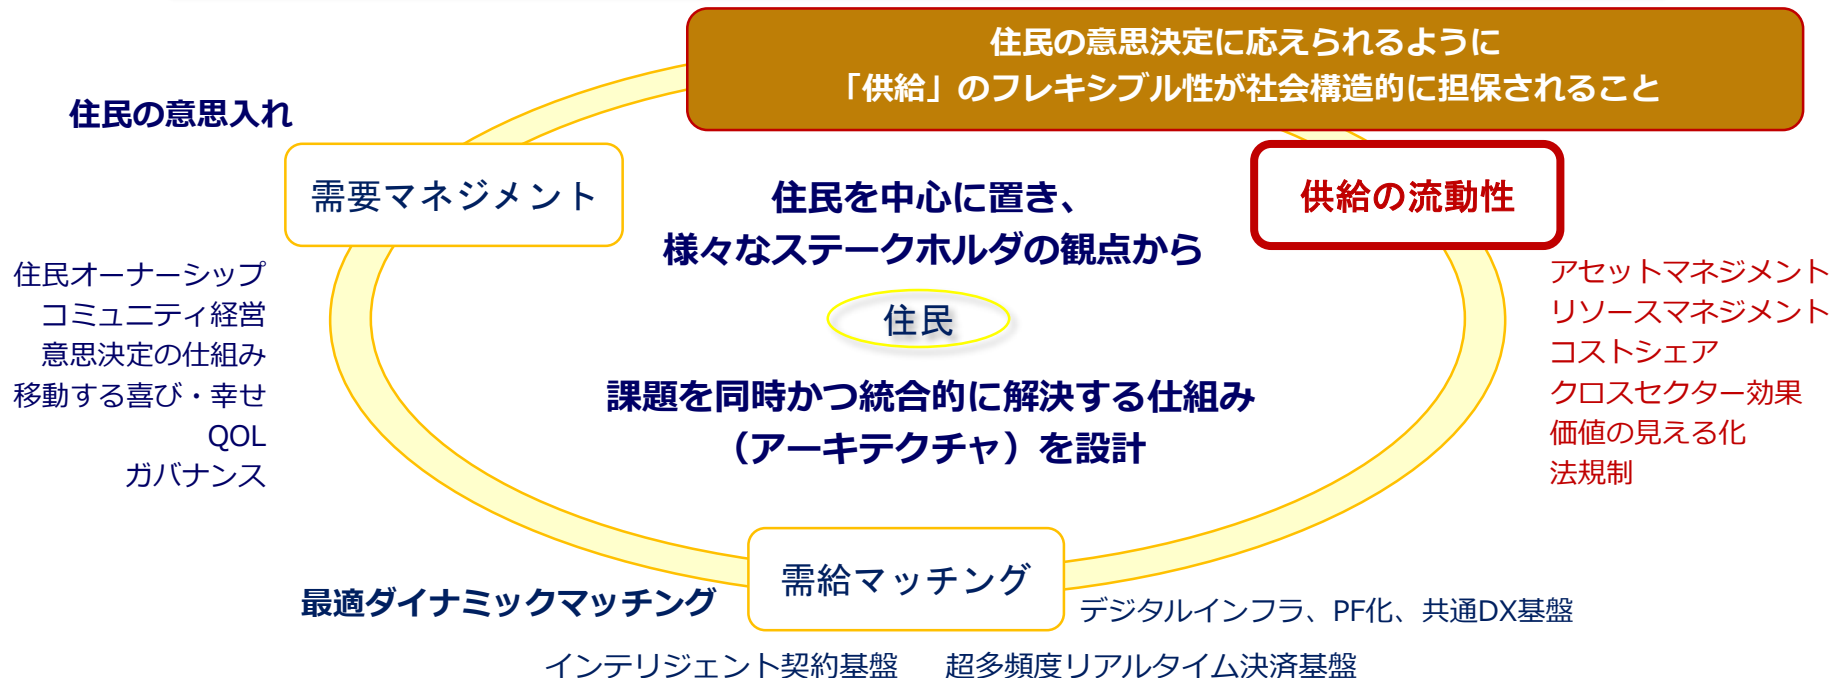 住民の意思決定に応えられるように
「供給」のフレキシブル性が社会構造的に担保されること
住民の意思入れ
需要マネジメント
供給の流動性
住民を中心に置き、
様々なステークホルダの観点から
住民
課題を同時かつ統合的に解決する仕組み
（アーキテクチャ）を設計
住民オーナーシップ
コミュニティ経営
意思決定の仕組み
移動する喜び・幸せ
QOL
ガバナンス
アセットマネジメント
リソースマネジメント
コストシェア
クロスセクター効果
価値の見える化
法規制
需給マッチング
最適ダイナミックマッチング
デジタルインフラ、PF化、共通DX基盤
インテリジェント契約基盤　超多頻度リアルタイム決済基盤